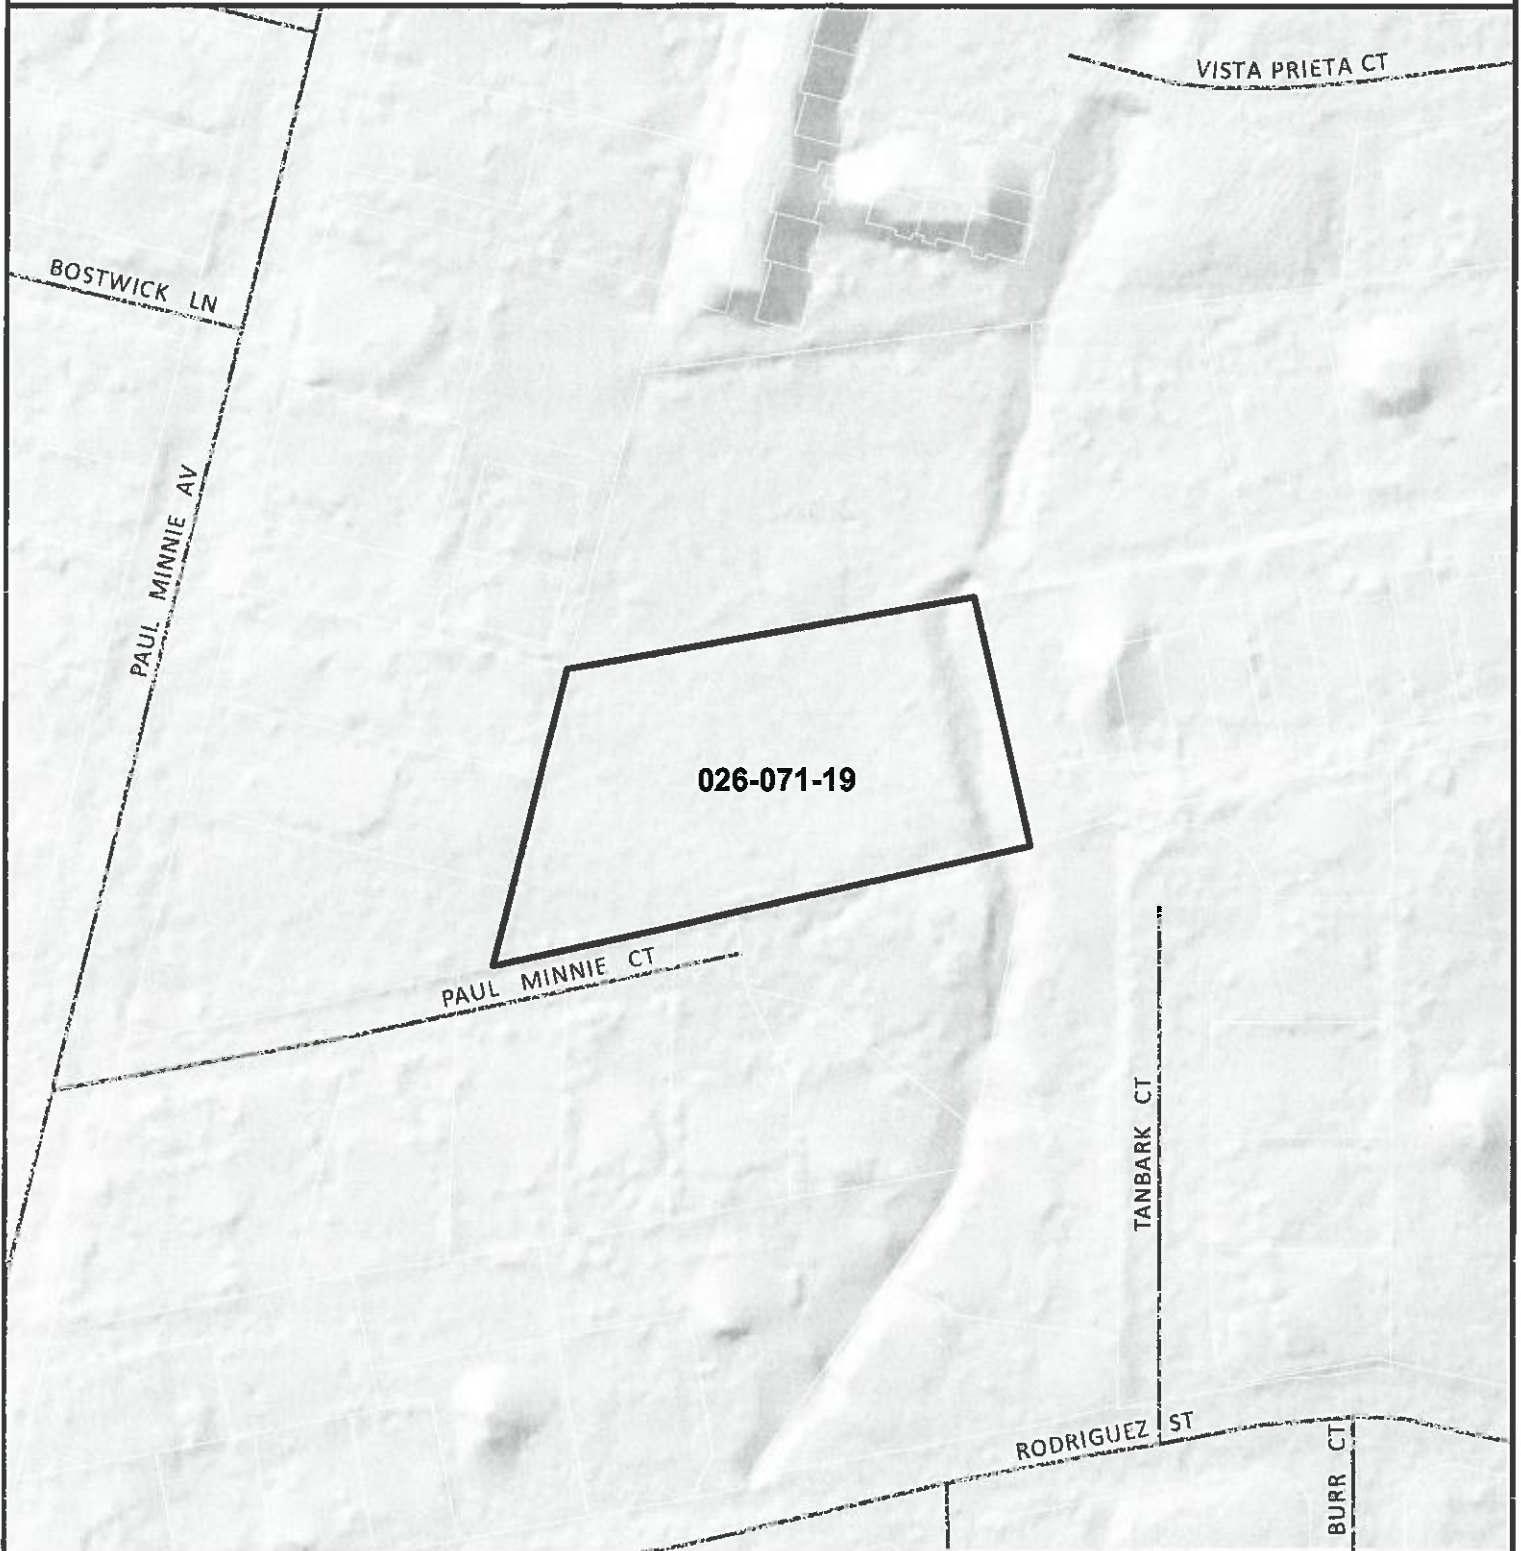 VISTA PRIETA CT
BOSTWICK LN
PAUL MINNIE AV
026-071-19
PAUL MINNIE CT
TANBARK CT
RODRIGUEZ ST
BURR CT